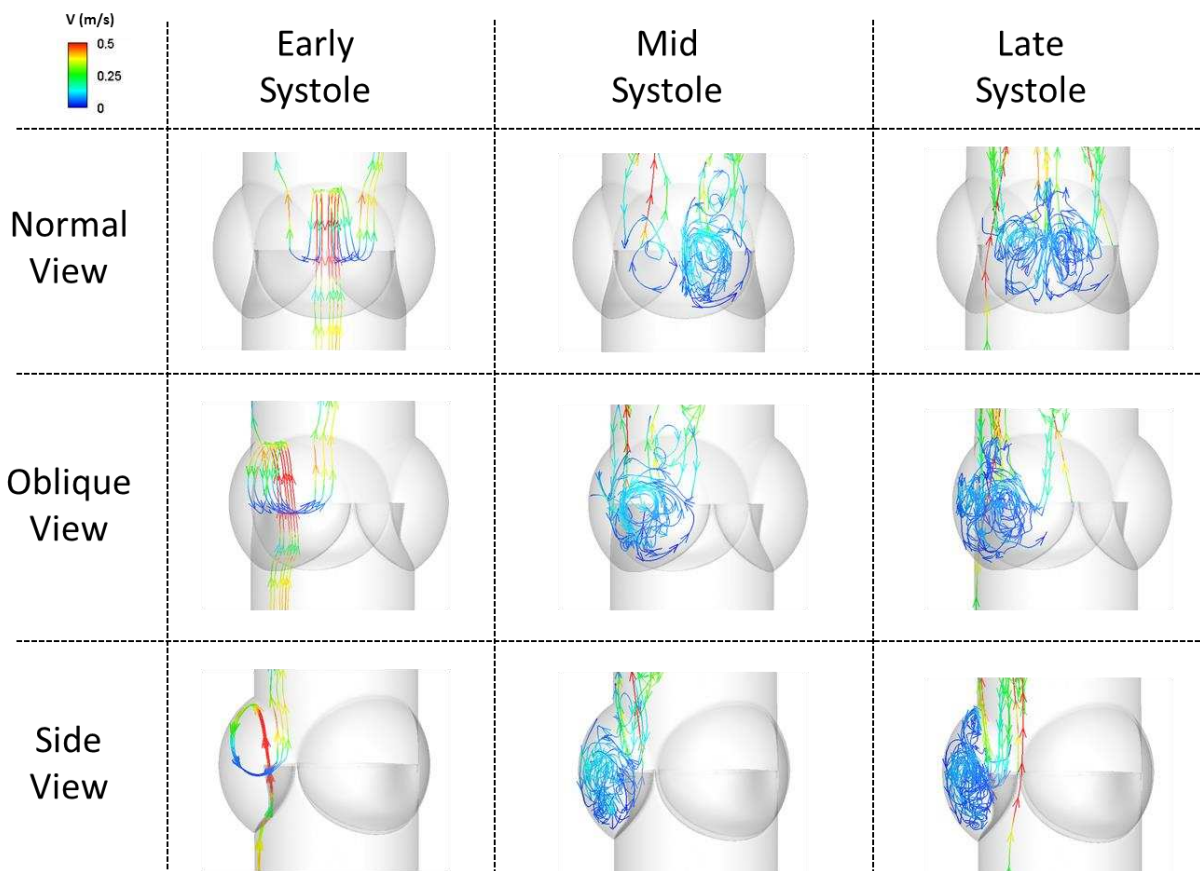 V (m/s)
0.5
0.25
0
Early
Systole
Mid
Systole
Late
Systole
Normal
View
Oblique
View
Side
View